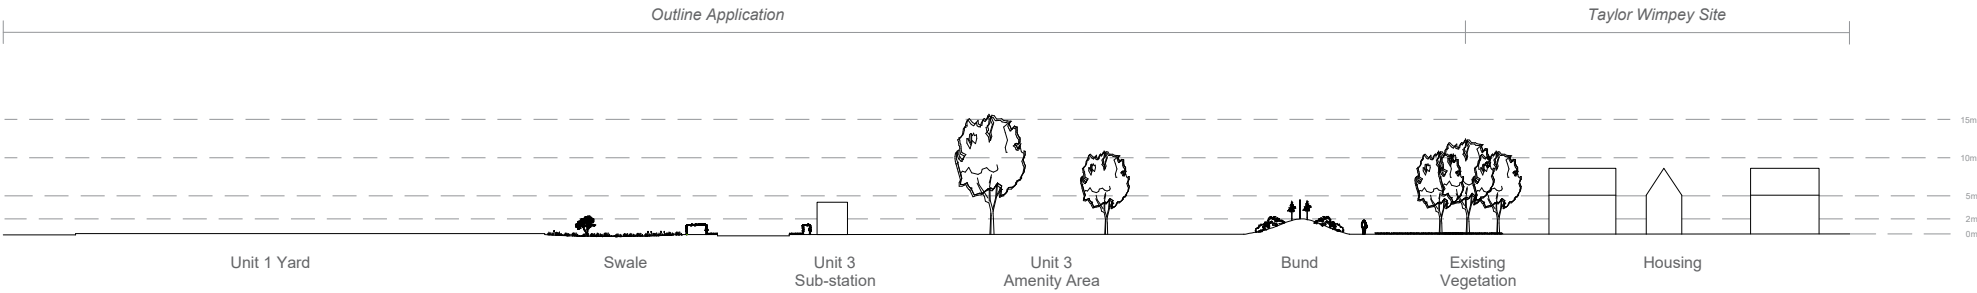 Outline Application
Taylor Wimpey Site
15m
10m
5m
2m
0m
Unit 1 Yard
Swale
Unit 3
Sub-station
Unit 3
Amenity Area
Bund
Existing
Vegetation
Housing